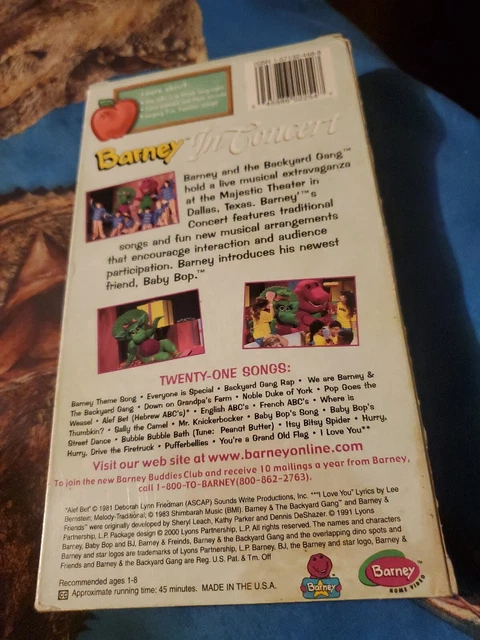 ISBN 1-57132-448-8
Barney In Concert
Barney and the Backyard Gang™
hold a live musical extravaganza
at the Majestic Theater in
Dallas, Texas. Barney™'s
Concert features traditional
songs and fun new musical arrangements
that encouracge interaction and audience
participation. Barney introduces his newest
friend, Baby Bop.™
TWENTY-ONE SONGS:
Barney Theme Song • Everyone is Special • Backyard Gang Rap • We are Barney &
The Backyard Gang • Down on Grandpa's Farm • Noble Duke of York • Pop Goes the
Weasel • Alef Bet (Hebrew ABC's)* • English ABC's • French ABC's • Where is
Thumbkin? • Sally the Camel • Mr. Knickerbocker • Baby Bop's Song • Baby Bop's
Street Dance • Bubble Bubble Bath (Tune: Peanut Butter) • Itsy Bitsy Spider • Hurry,
Hurry, Drive the Firetruck • Pufferbellies • You're a Grand Old Flag • I Love You**
Visit our web site at www.barneyonline.com
To join the new Barney Buddies Club and receive 10 mailings a year from Barney,
call 1-800-TO-BARNEY(800-862-2763).
"Alef Bet" © 1981 Deborah Lynn Friedman (ASCAP) Sounds Write Productions, Inc. **"I Love You" Lyrics by Lee
Bernstein; Melody-Traditional; © 1983 Shimbarah Music (BMI). Barney & The Backyard Gang™ and Barney &
Friends™ were originally developed by Sheryl Leach, Kathy Parker and Dennis DeShazer. © 1991 Lyons
Partnership, L.P. Package design © 2000 Lyons Partnership, L.P. All rights reserved. The names and characters
Barney, Baby Bop and BJ, Barney & Freinds, Barney & the Backyard Gang and the overlapping dino spots and
Barney and star logos are trademarks of Lyons Partnership, L.P. Barney, BJ, the Barney and star logo, Barney &
Friends and Barney & the Backyard Gang are Reg. U.S. Pat. & Tm. Off
Recommended ages 1-8
CC Approximate running time: 45 minutes. MADE IN THE U.S.A.
Barney
Barney
HOME VIDEO